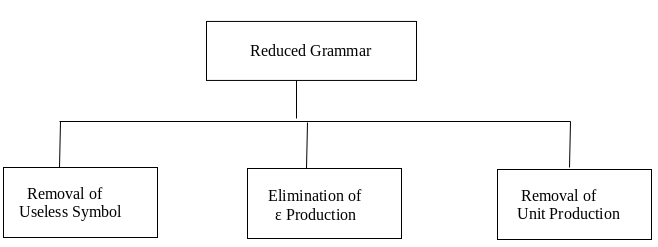 Reduced Grammar
Removal of
Useless Symbol
Elimination of
ε Production
Removal of
Unit Production